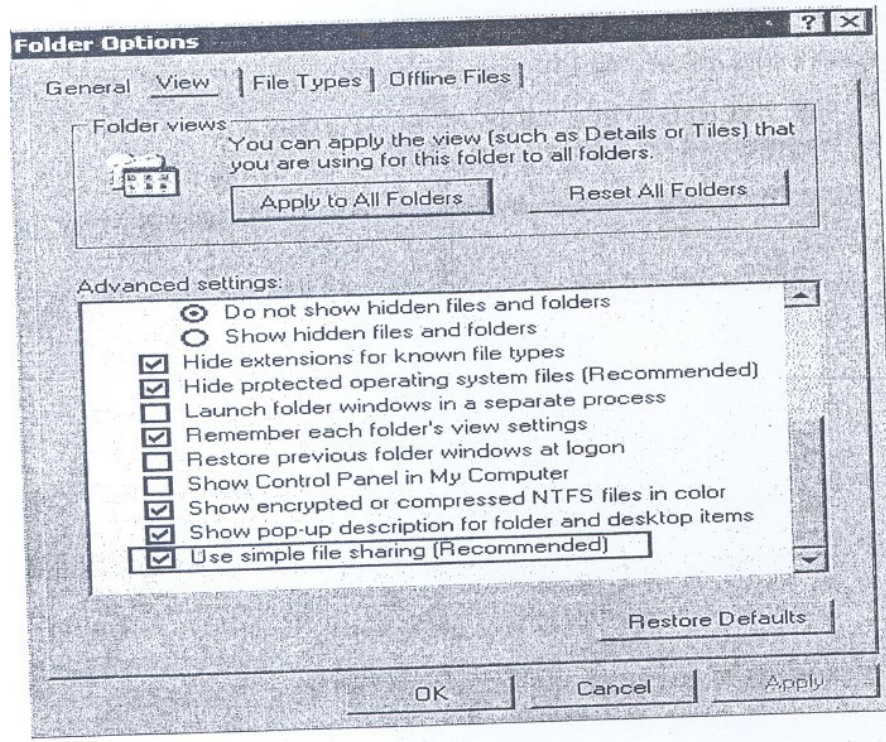 Folder Options
General View File Types Offline Files
Folder views
You can apply the view (such as Details or Tiles) that
you are using for this folder to all folders.
Apply to All Folders Reset All Folders
Advanced settings:
Do not show hidden files and folders
Show hidden files and folders
Hide extensions for known file types
Hide protected operating system files (Recommended)
Launch folder windows in a separate process
Remember each folder's view settings
Restore previous folder windows at logon
Show Control Panel in My Computer
Show encrypted or compressed NTFS files in color
Show pop-up description for folder and desktop items
Use simple file sharing (Recommended)
Restore Defaults
OK Cancel Apply